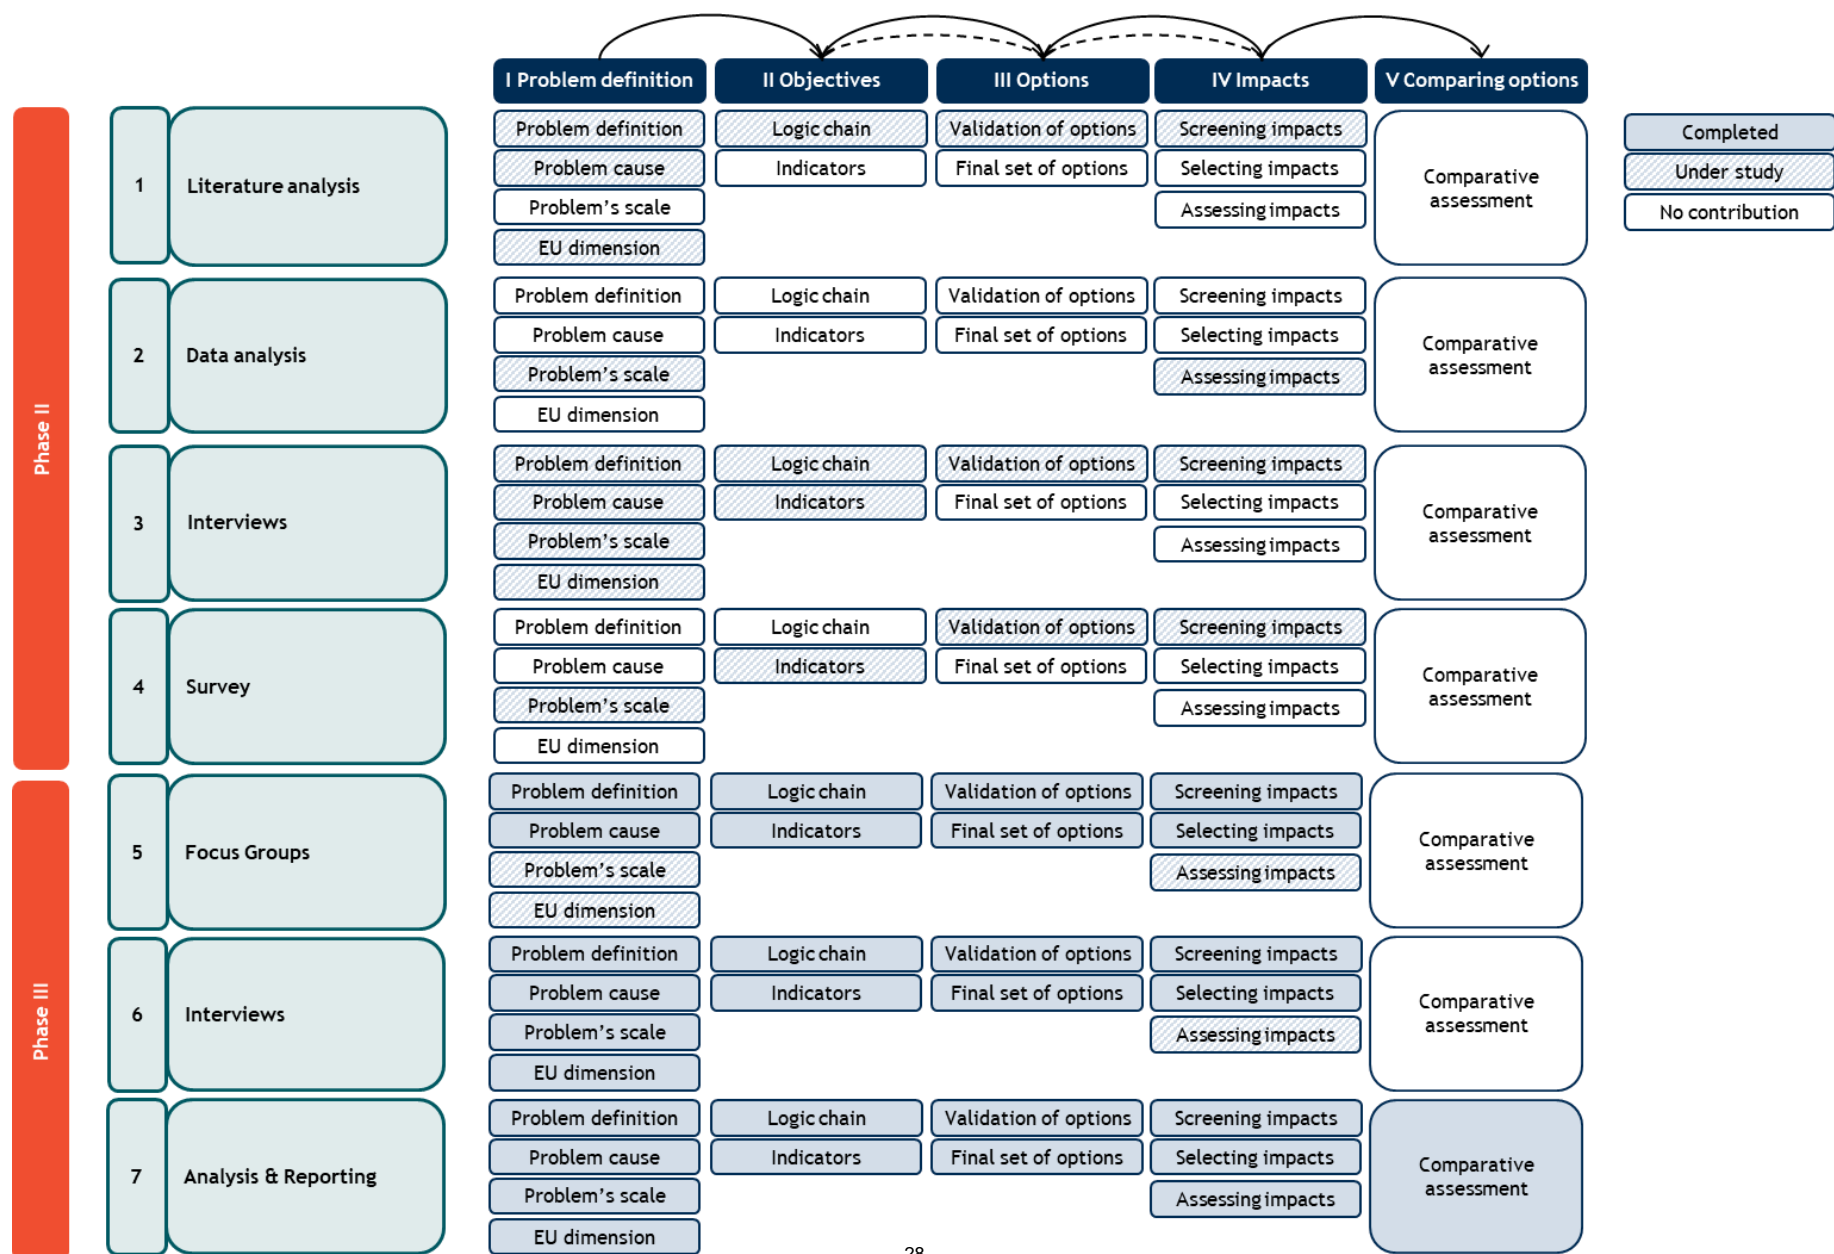 I Problem definition
II Objectives
III Options
IV Impacts
V Comparing options
Completed
Under study
No contribution
Phase II
1
Literature analysis
Problem definition
Problem cause
Problem's scale
EU dimension
Logic chain
Indicators
Validation of options
Final set of options
Screening impacts
Selecting impacts
Assessing impacts
Comparative
assessment
2
Data analysis
Problem definition
Problem cause
Problem's scale
EU dimension
Logic chain
Indicators
Validation of options
Final set of options
Screening impacts
Selecting impacts
Assessing impacts
Comparative
assessment
3
Interviews
Problem definition
Problem cause
Problem's scale
EU dimension
Logic chain
Indicators
Validation of options
Final set of options
Screening impacts
Selecting impacts
Assessing impacts
Comparative
assessment
4
Survey
Problem definition
Problem cause
Problem's scale
EU dimension
Logic chain
Indicators
Validation of options
Final set of options
Screening impacts
Selecting impacts
Assessing impacts
Comparative
assessment
Phase III
5
Focus Groups
Problem definition
Problem cause
Problem's scale
EU dimension
Logic chain
Indicators
Validation of options
Final set of options
Screening impacts
Selecting impacts
Assessing impacts
Comparative
assessment
6
Interviews
Problem definition
Problem cause
Problem's scale
EU dimension
Logic chain
Indicators
Validation of options
Final set of options
Screening impacts
Selecting impacts
Assessing impacts
Comparative
assessment
7
Analysis & Reporting
Problem definition
Problem cause
Problem's scale
EU dimension
Logic chain
Indicators
Validation of options
Final set of options
Screening impacts
Selecting impacts
Assessing impacts
Comparative
assessment
28